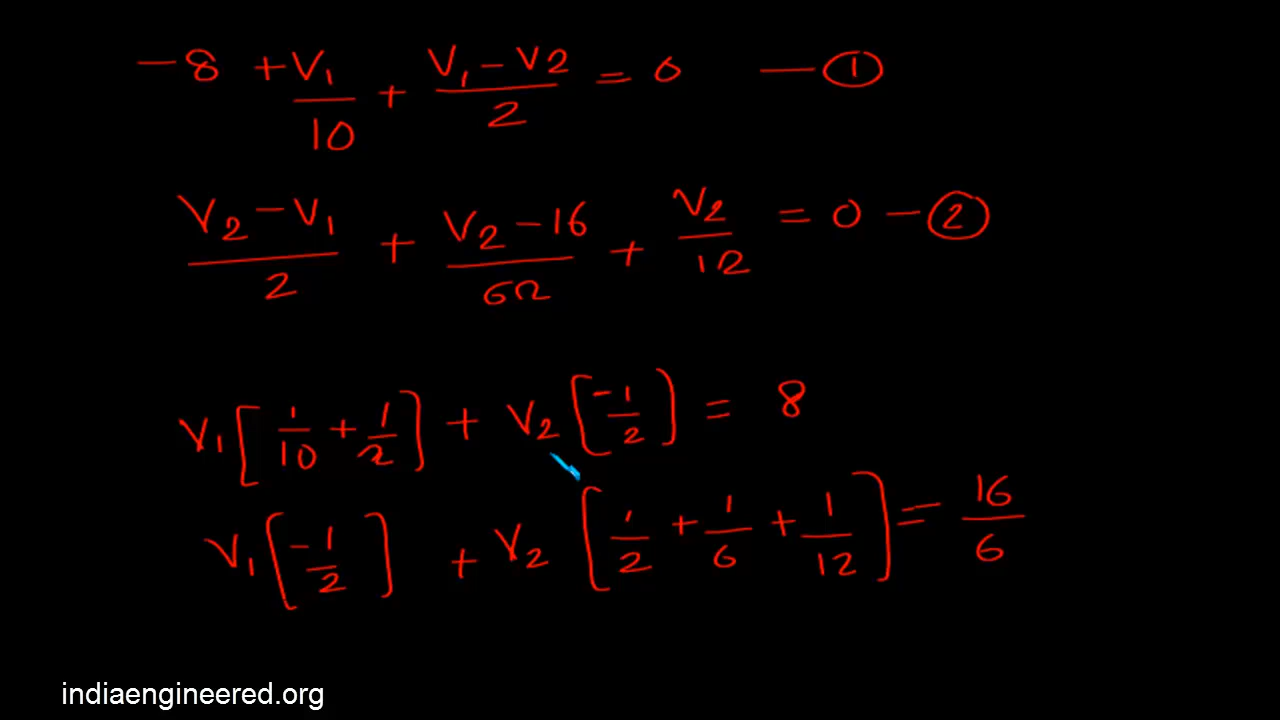 -8 + V₁/10 + (V₁ - V2)/2 = 0 — ①
(V₂ - V₁)/2 + (V₂ - 16)/6Ω + V₂/12 = 0 — ②
V₁ [1/10 + 1/2] + V₂ [-1/2] = 8
V₁ [-1/2] + V₂ [1/2 + 1/6 + 1/12] = 16/6
indiaengineered.org